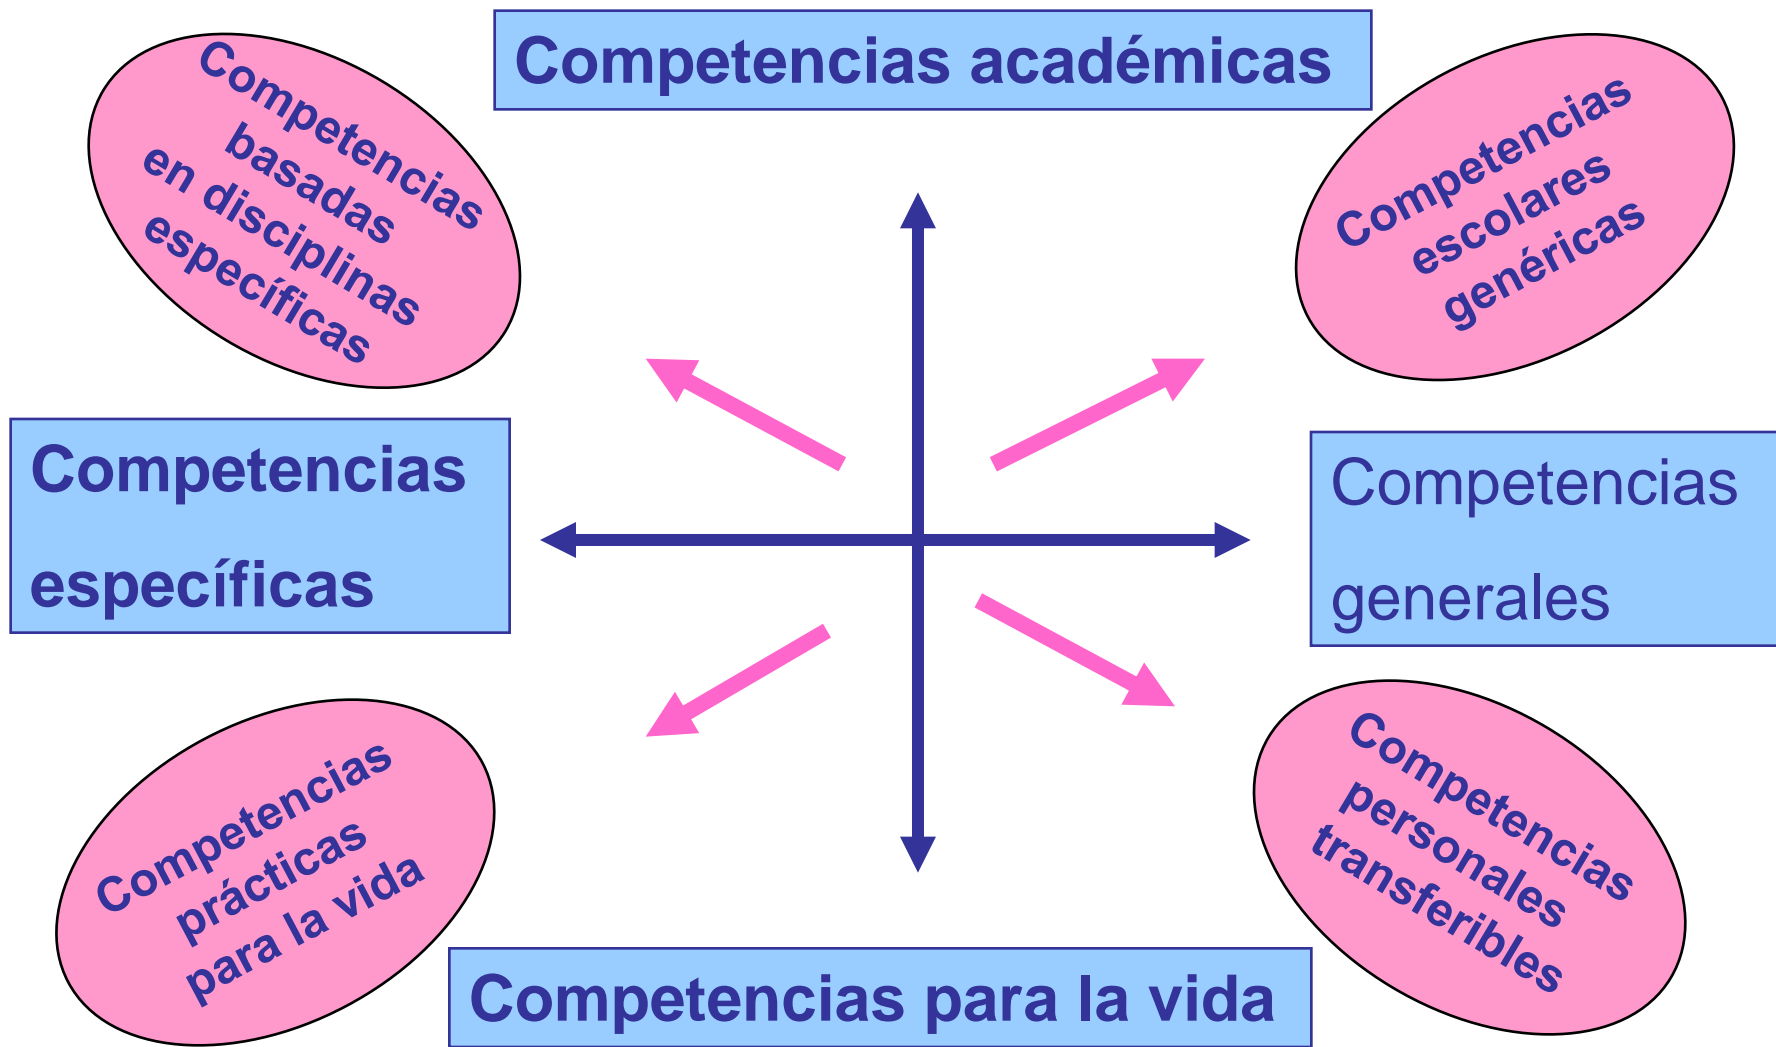 Competencias académicas
Competencias
basadas
en disciplinas
específicas
Competencias
escolares
genéricas
Competencias
específicas
Competencias
generales
Competencias
prácticas
para la vida
Competencias
personales
transferibles
Competencias para la vida